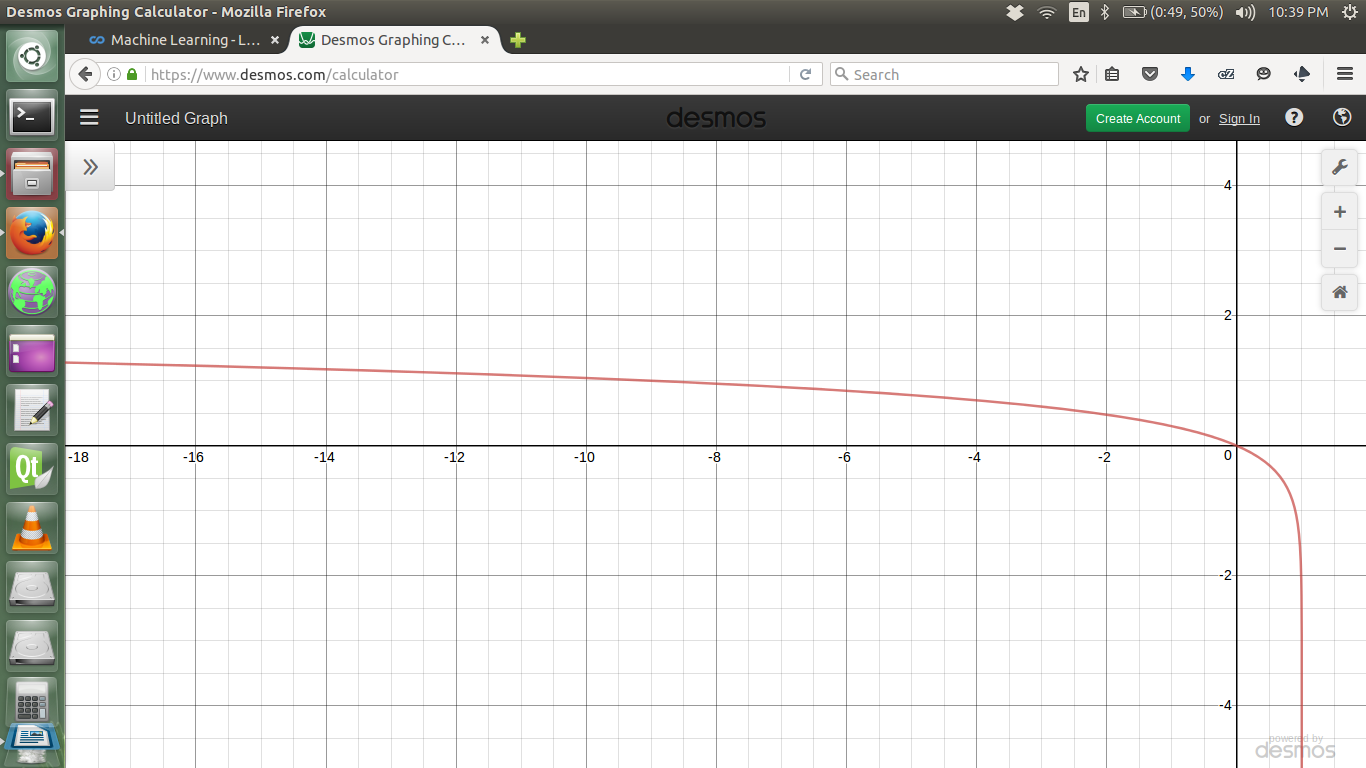 Desmos Graphing Calculator - Mozilla Firefox
En (0:49, 50%) 10:39 PM
Machine Learning - L... Desmos Graphing C...
https://www.desmos.com/calculator Search
Untitled Graph desmos Create Account or Sign In ?
4
2
-18 -16 -14 -12 -10 -8 -6 -4 -2 0
-2
-4
Qt
powered by
desmos